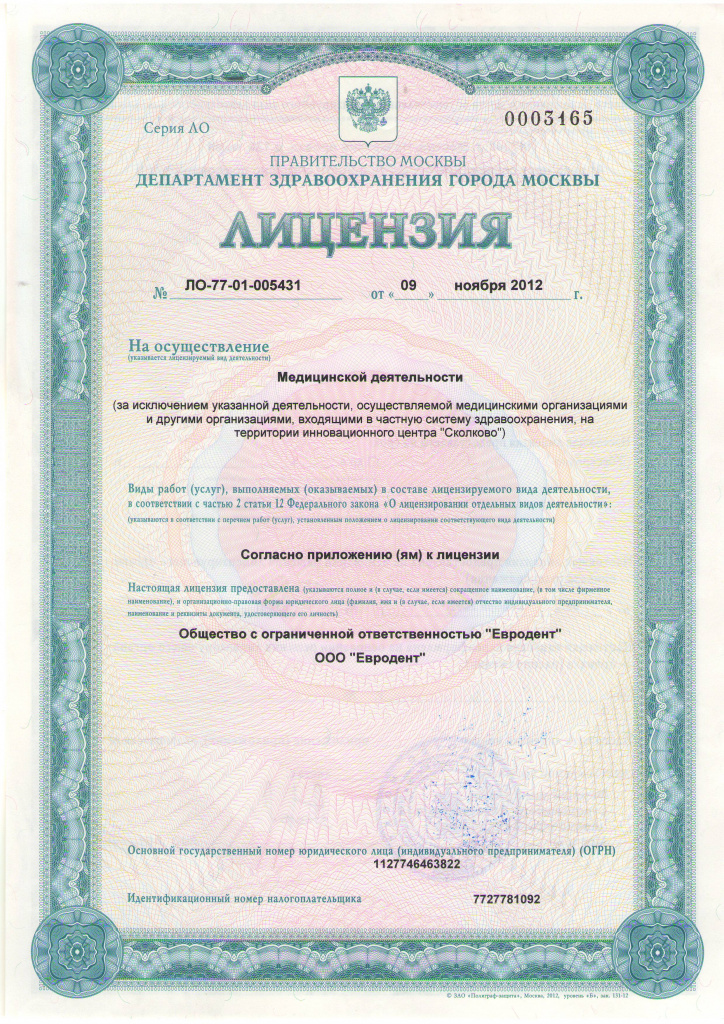 Серия ЛО
0003165
ПРАВИТЕЛЬСТВО МОСКВЫ
ДЕПАРТАМЕНТ ЗДРАВООХРАНЕНИЯ ГОРОДА МОСКВЫ
ЛИЦЕНЗИЯ
№ ЛО-77-01-005431 от « 09 » ноября 2012 г.
На осуществление
(указывается лицензируемый вид деятельности)
Медицинской деятельности
(за исключением указанной деятельности, осуществляемой медицинскими организациями
и другими организациями, входящими в частную систему здравоохранения, на
территории инновационного центра "Сколково")
Виды работ (услуг), выполняемых (оказываемых) в составе лицензируемого вида деятельности,
в соответствии с частью 2 статьи 12 Федерального закона «О лицензировании отдельных видов деятельности»:
(указываются в соответствии с перечнем работ (услуг), установленным положением о лицензировании соответствующего вида деятельности)
Согласно приложению (ям) к лицензии
Настоящая лицензия предоставлена (указываются полное и (в случае, если имеется) сокращенное наименование, (в том числе фирменное
наименование), и организационно-правовая форма юридического лица (фамилия, имя и (в случае, если имеется) отчество индивидуального предпринимателя,
наименование и реквизиты документа, удостоверяющего его личность)
Общество с ограниченной ответственностью "Евродент"
ООО "Евродент"
Основной государственный номер юридического лица (индивидуального предпринимателя) (ОГРН)
1127746463822
Идентификационный номер налогоплательщика 7727781092
© ЗАО «Полиграф-защита», Москва, 2012, уровень «Б», зак. 131-12